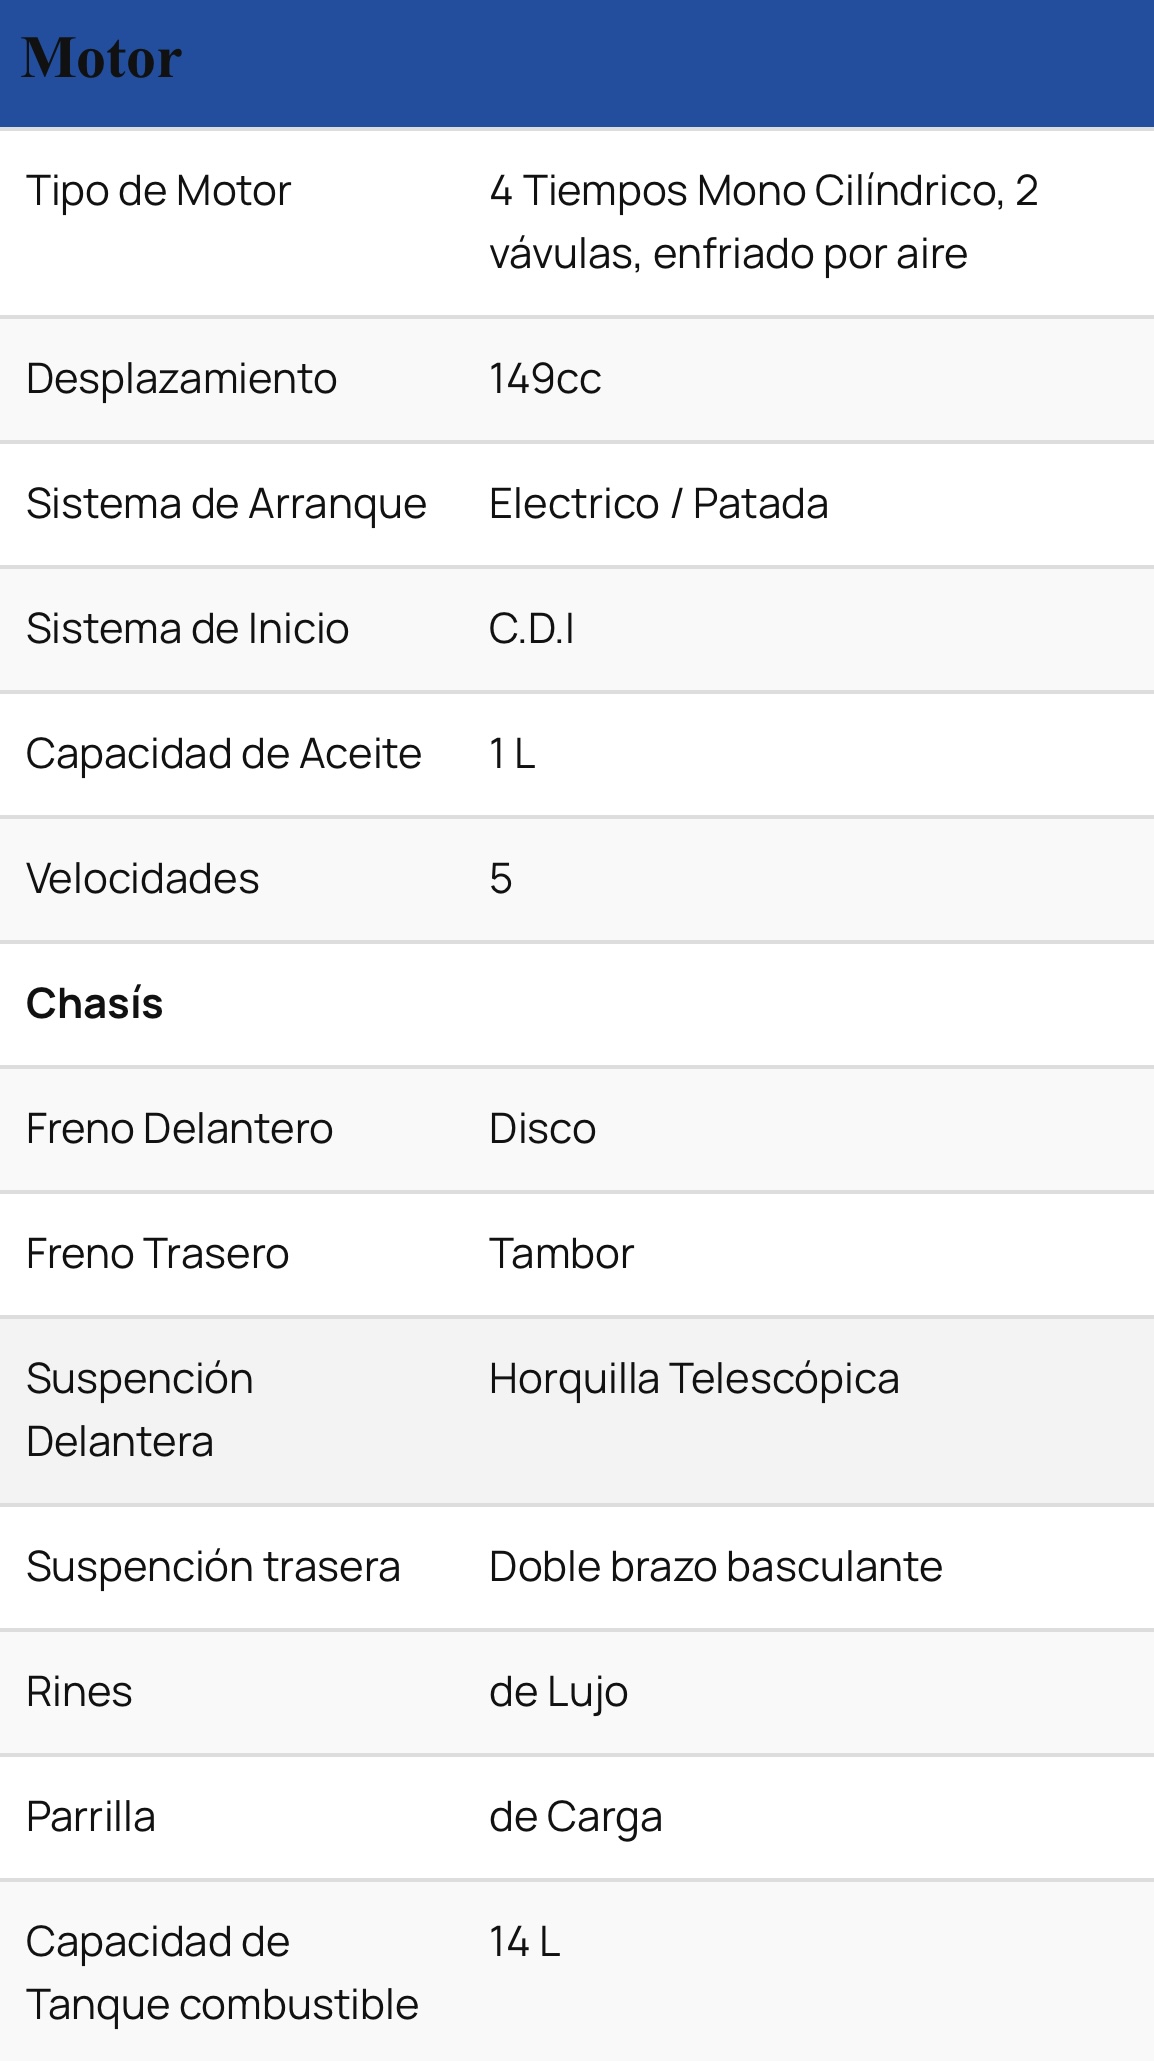 Motor
Tipo de Motor
4 Tiempos Mono Cilíndrico, 2
vávulas, enfriado por aire
Desplazamiento
149cc
Sistema de Arranque
Electrico / Patada
Sistema de Inicio
C.D.I
Capacidad de Aceite
1 L
Velocidades
5
Chasís
Freno Delantero
Disco
Freno Trasero
Tambor
Suspención
Delantera
Horquilla Telescópica
Suspención trasera
Doble brazo basculante
Rines
de Lujo
Parrilla
de Carga
Capacidad de
Tanque combustible
14 L